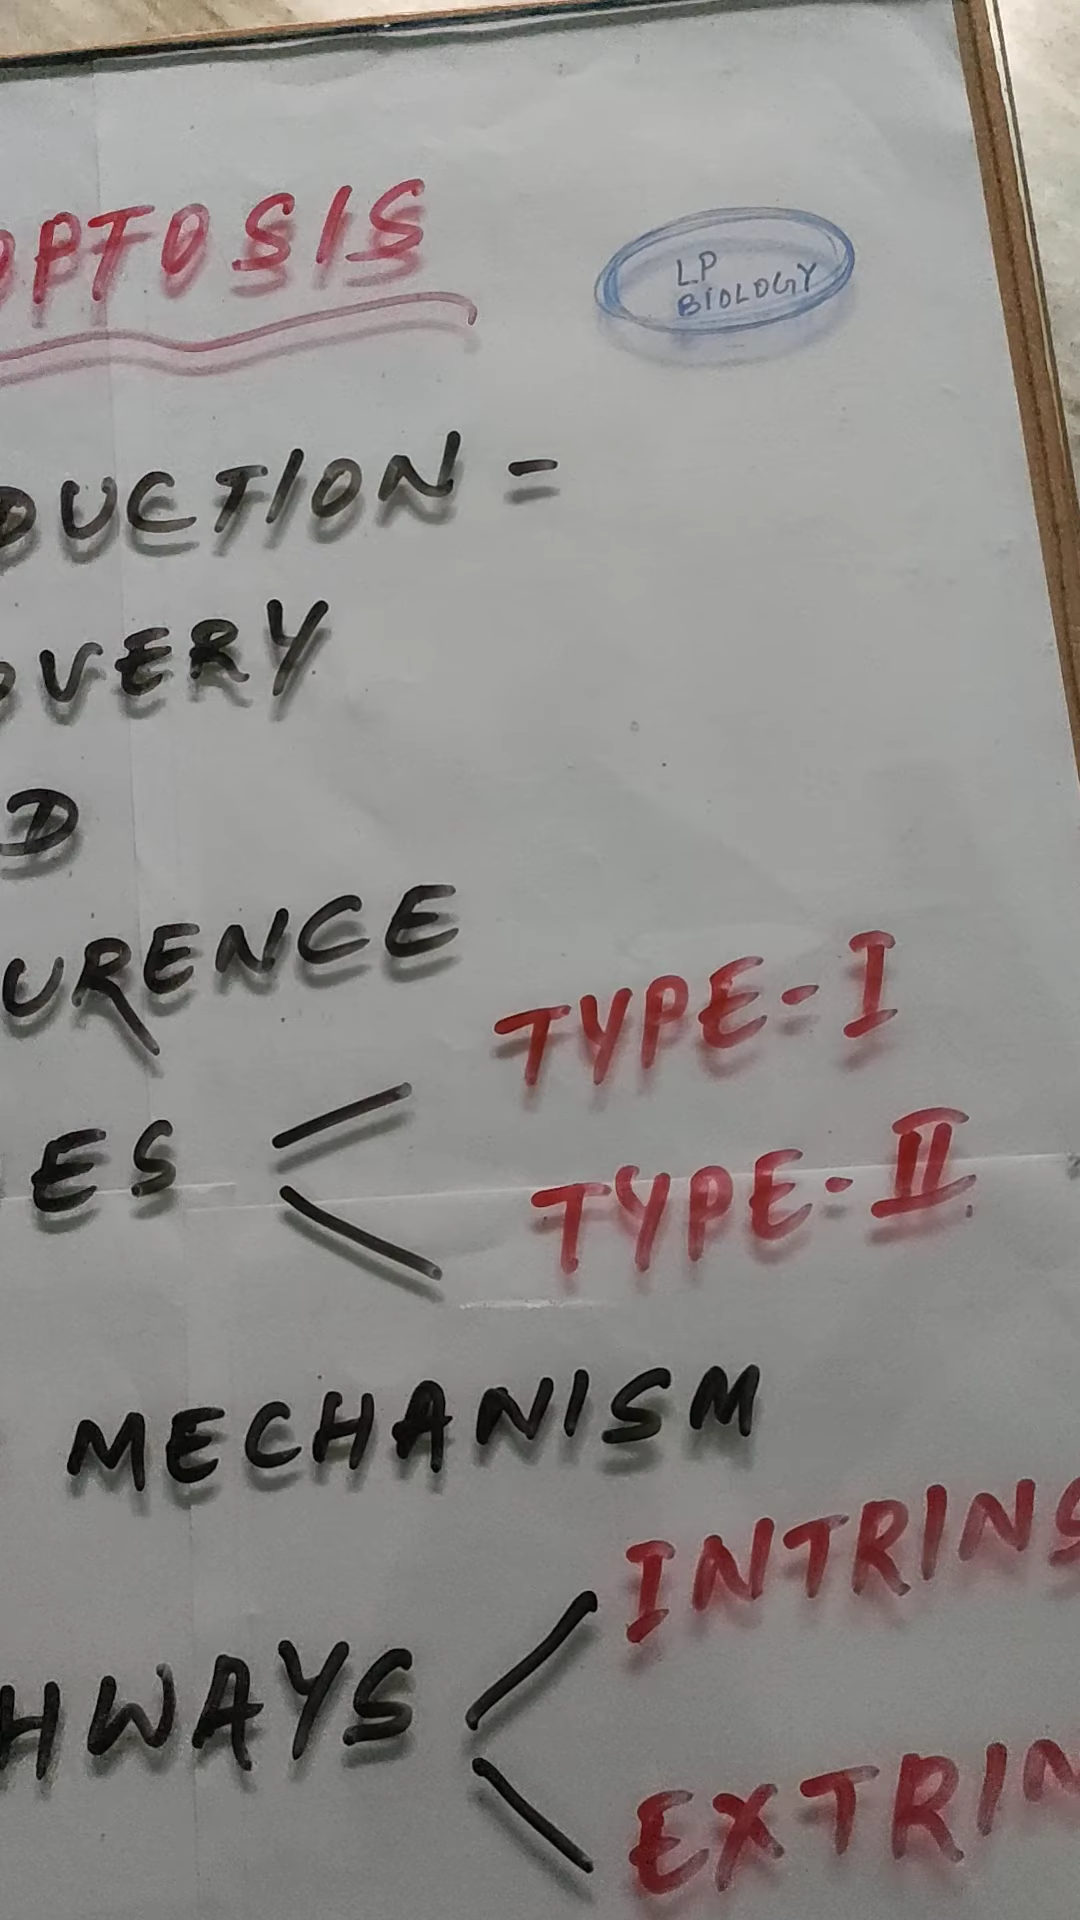 OPTOSIS
LP
BIOLOGY
DUCTION =
OVERY
D
URENCE
TYPE-I
ES
TYPE-II
MECHANISM
INTRINS
HWAYS
EXTRIN